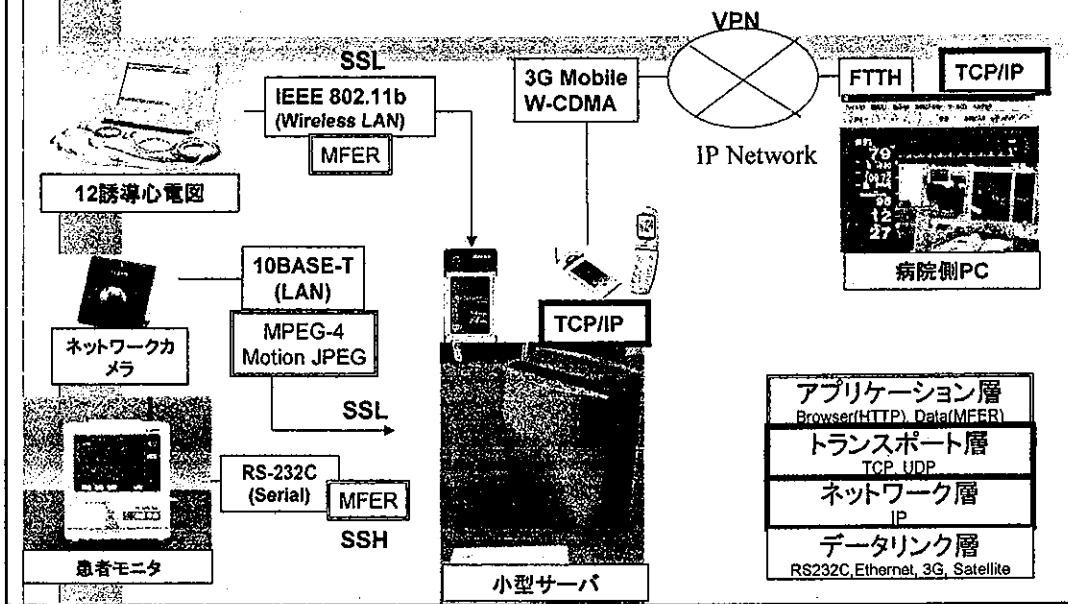 VPN
SSL
IEEE 802.11b
(Wireless LAN)
MFER
3G Mobile
W-CDMA
FTTH
TCP/IP
IP Network
12誘導心電図
病院側PC
10BASE-T
(LAN)
MPEG-4
Motion JPEG
ネットワークカ
メラ
TCP/IP
SSL
RS-232C
(Serial)
MFER
SSH
患者モニタ
小型サーバ
アプリケーション層
Browser(HTTP), Data(MFER)
トランスポート層
TCP, UDP
ネットワーク層
IP
データリンク層
RS232C,Ethernet, 3G, Satellite
79
98
12
27